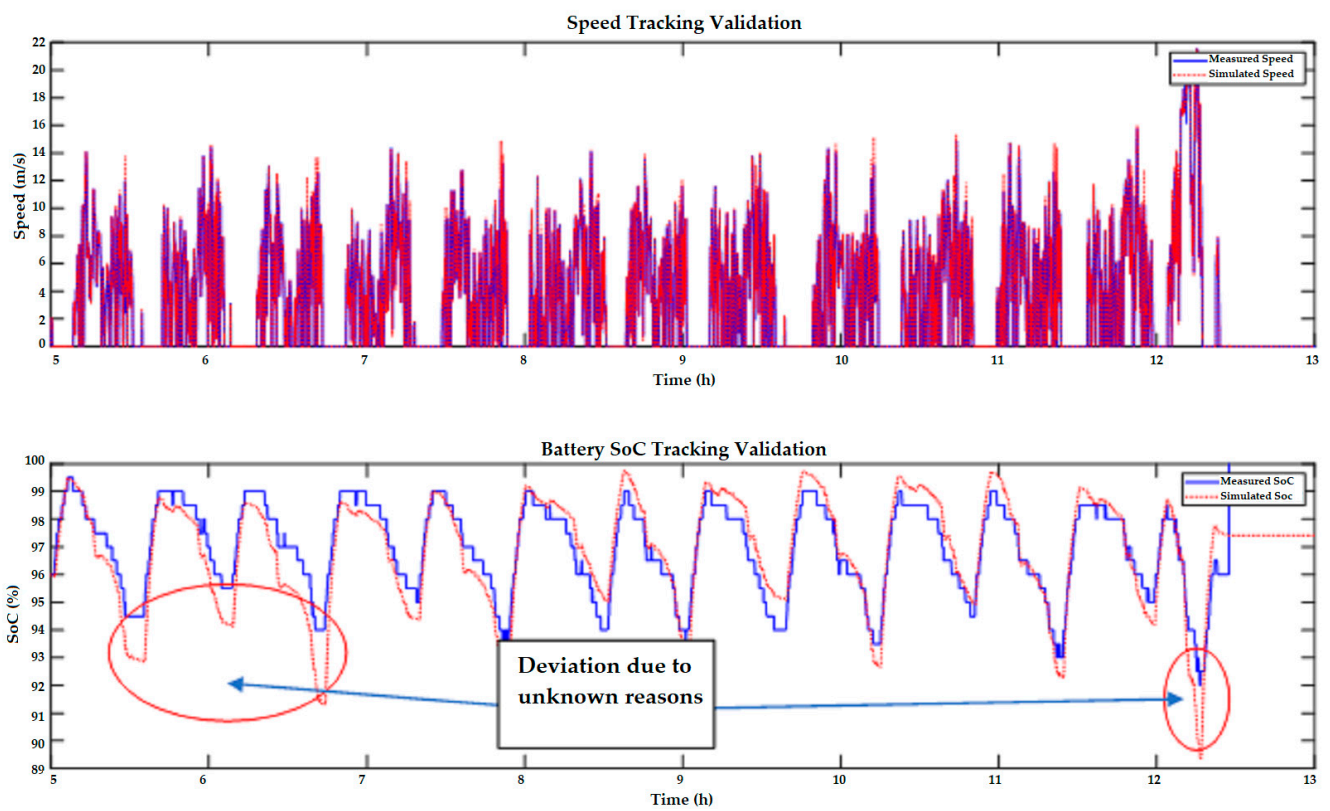 Speed Tracking Validation
22
20
18
16
14
12
10
8
6
4
2
0
Speed (m/s)
Measured Speed
Simulated Speed
5 6 7 8 9 10 11 12 13
Time (h)
Battery SoC Tracking Validation
100
99
98
97
96
95
94
93
92
91
90
89
SoC (%)
Measured SoC
Simulated Soc
Deviation due to
unknown reasons
5 6 7 8 9 10 11 12 13
Time (h)